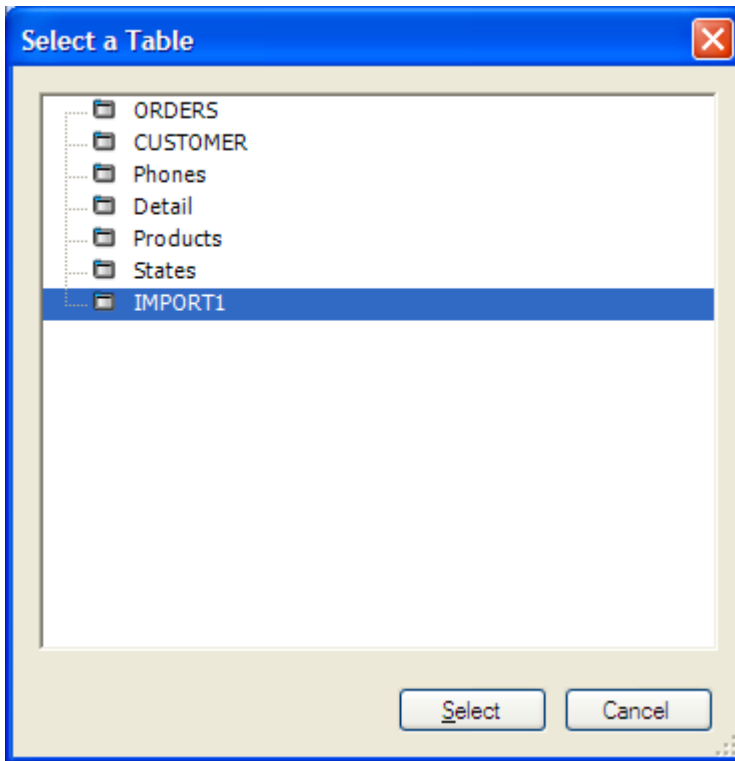 Select a Table
ORDERS
CUSTOMER
Phones
Detail
Products
States
IMPORT1
Select
Cancel